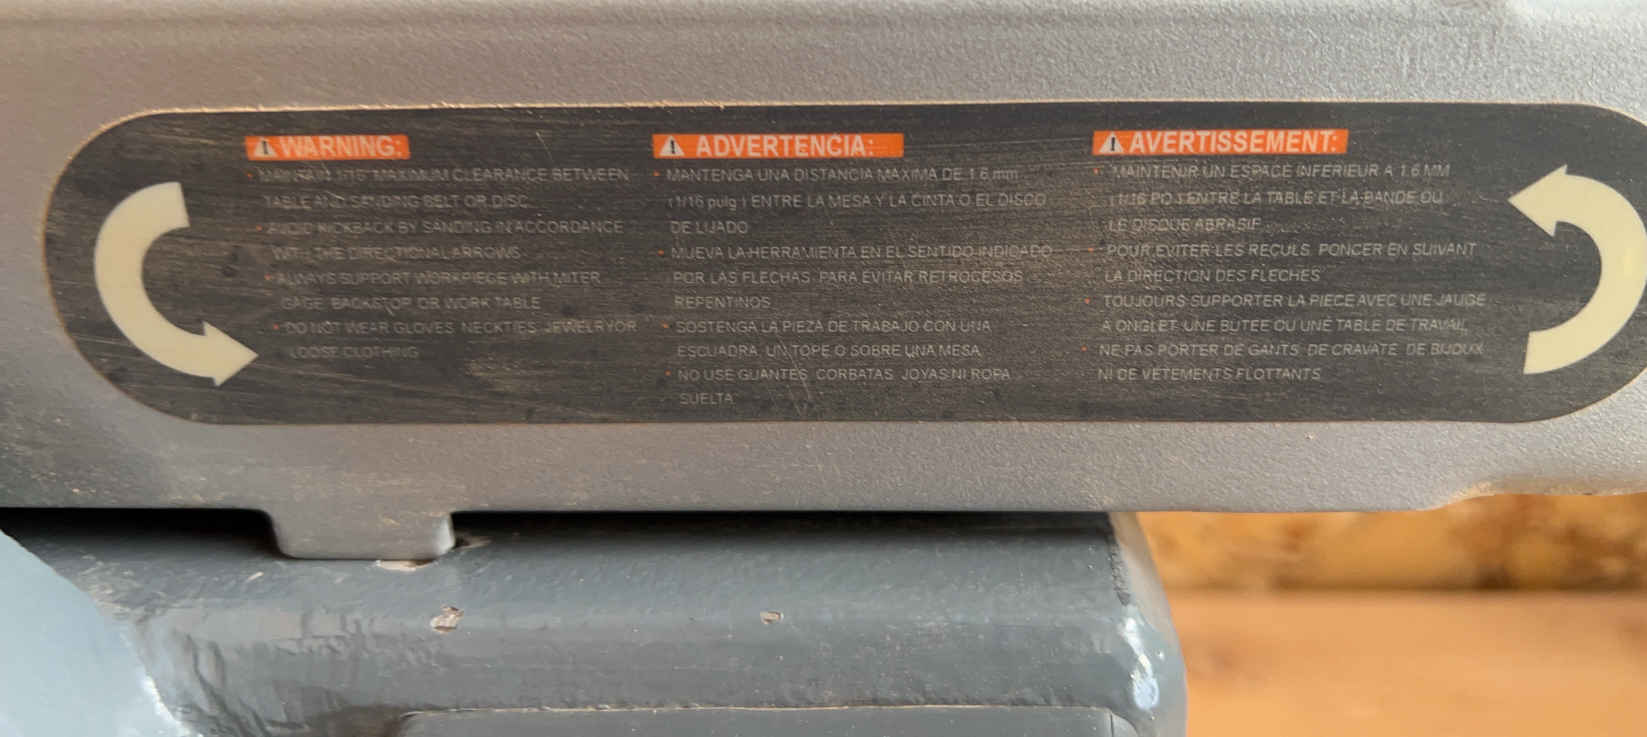 WARNING:
• MAINTAIN 1/16" MAXIMUM CLEARANCE BETWEEN
TABLE AND SANDING BELT OR DISC.
• AVOID KICKBACK BY SANDING IN ACCORDANCE
WITH THE DIRECTIONAL ARROWS.
• ALWAYS SUPPORT WORKPIECE WITH MITER
GAGE, BACKSTOP OR WORK TABLE
• DO NOT WEAR GLOVES, NECKTIES, JEWELRY OR
LOOSE CLOTHING
ADVERTENCIA:
• MANTENGA UNA DISTANCIA MAXIMA DE 1.6 mm
(1/16 pulg.) ENTRE LA MESA Y LA CINTA O EL DISCO
DE LIJADO
• MUEVA LA HERRAMIENTA EN EL SENTIDO INDICADO
POR LAS FLECHAS, PARA EVITAR RETROCESOS
REPENTINOS
• SOSTENGA LA PIEZA DE TRABAJO CON UNA
ESCUADRA, UN TOPE O SOBRE UNA MESA.
• NO USE GUANTES, CORBATAS, JOYAS NI ROPA
SUELTA.
AVERTISSEMENT:
• MAINTENIR UN ESPACE INFERIEUR A 1.6 MM
(1/16 PO.) ENTRE LA TABLE ET LA BANDE OU
LE DISQUE ABRASIF.
• POUR EVITER LES RECULS, PONCER EN SUIVANT
LA DIRECTION DES FLECHES
• TOUJOURS SUPPORTER LA PIECE AVEC UNE JAUGE
A ONGLET, UNE BUTEE OU UNE TABLE DE TRAVAIL.
• NE PAS PORTER DE GANTS, DE CRAVATE, DE BIJOUX
NI DE VETEMENTS FLOTTANTS